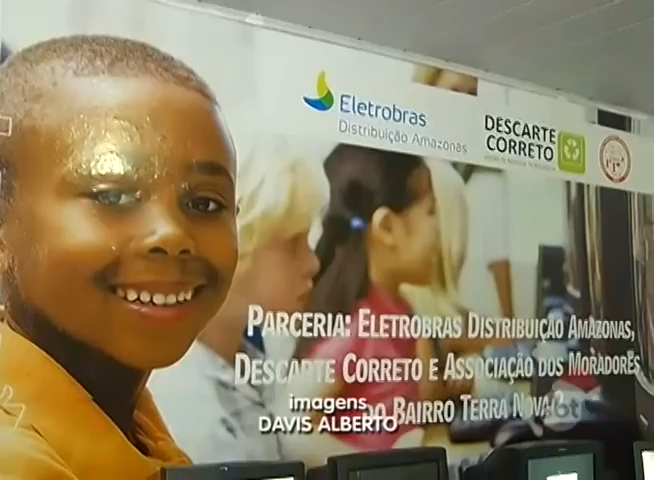 Eletrobras
Distribuição Amazonas
DESCARTE
CORRETO
PARCERIA: ELETROBRAS DISTRIBUIÇÃO AMAZONAS,
DESCARTE CORRETO E ASSOCIAÇÃO DOS MORADORES
DO BAIRRO TERRA NOVA
imagens
DAVIS ALBERTO